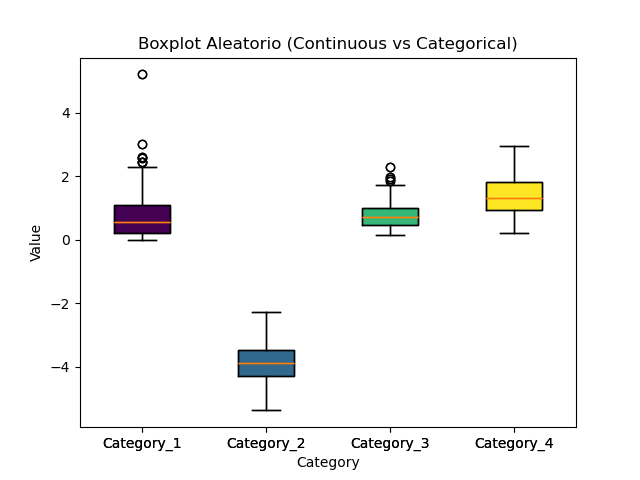 Boxplot Aleatorio (Continuous vs Categorical)
4
2
0
−2
−4
Value
Category_1
Category_2
Category_3
Category_4
Category